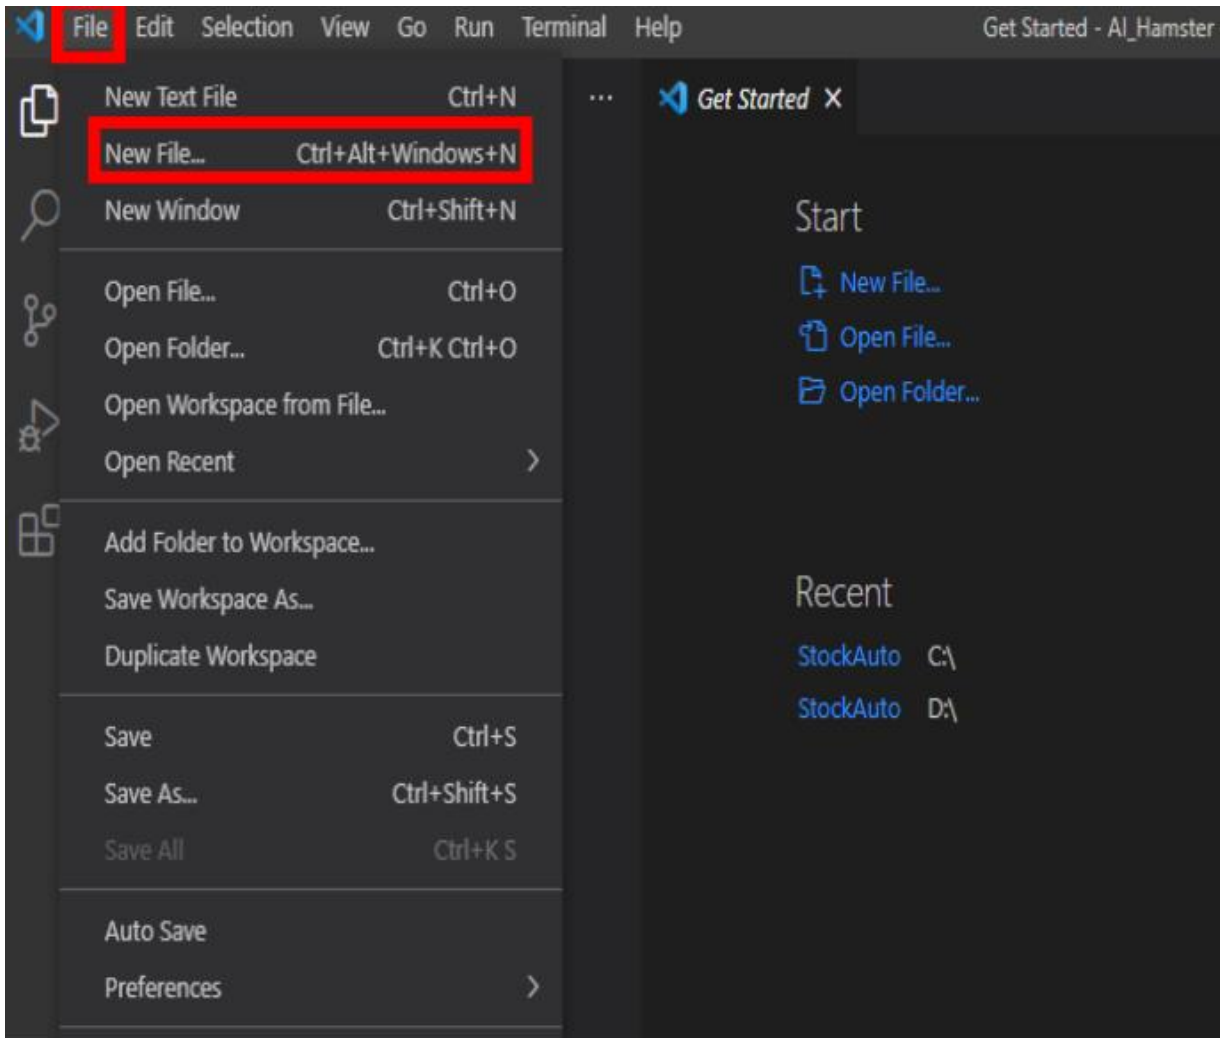 File Edit Selection View Go Run Terminal Help Get Started - AI_Hamster
New Text File Ctrl+N
New File... Ctrl+Alt+Windows+N
New Window Ctrl+Shift+N
Open File... Ctrl+O
Open Folder... Ctrl+K Ctrl+O
Open Workspace from File...
Open Recent
Add Folder to Workspace...
Save Workspace As...
Duplicate Workspace
Save Ctrl+S
Save As... Ctrl+Shift+S
Save All Ctrl+K S
Auto Save
Preferences
... Get Started
Start
New File...
Open File...
Open Folder...
Recent
StockAuto C:\
StockAuto D:\